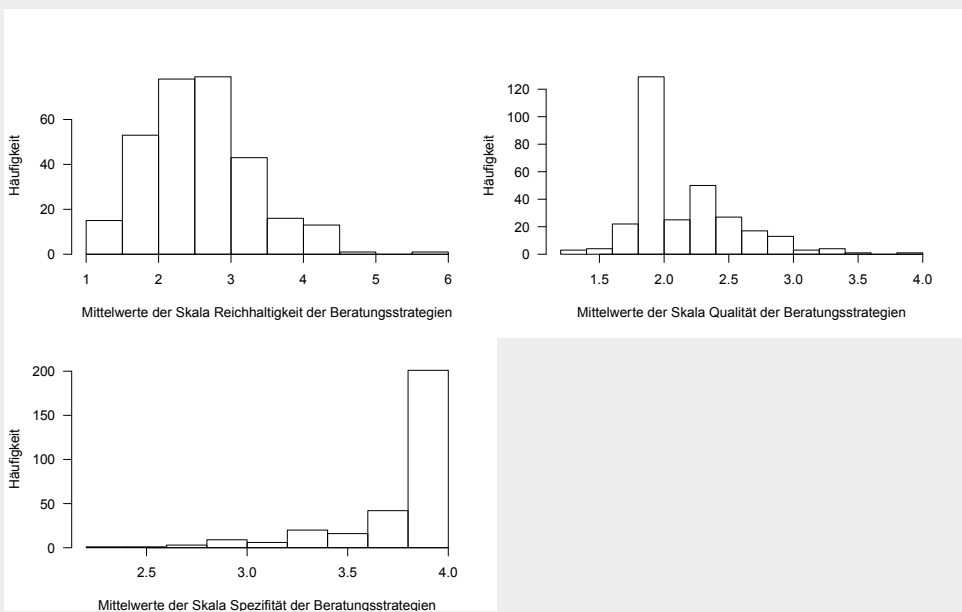 Häufigkeit
60
40
20
0
1 2 3 4 5 6
Mittelwerte der Skala Reichhaltigkeit der Beratungsstrategien
Häufigkeit
120
100
80
60
40
20
0
1.5 2.0 2.5 3.0 3.5 4.0
Mittelwerte der Skala Qualität der Beratungsstrategien
Häufigkeit
200
150
100
50
0
2.5 3.0 3.5 4.0
Mittelwerte der Skala Spezifität der Beratungsstrategien